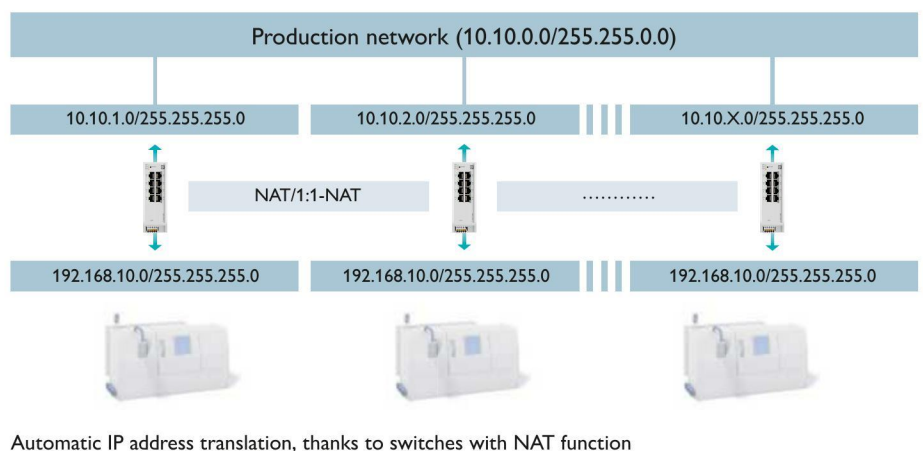 Production network (10.10.0.0/255.255.0.0)
10.10.1.0/255.255.255.0
10.10.2.0/255.255.255.0
10.10.X.0/255.255.255.0
NAT/1:1-NAT
............
192.168.10.0/255.255.255.0
192.168.10.0/255.255.255.0
192.168.10.0/255.255.255.0
Automatic IP address translation, thanks to switches with NAT function